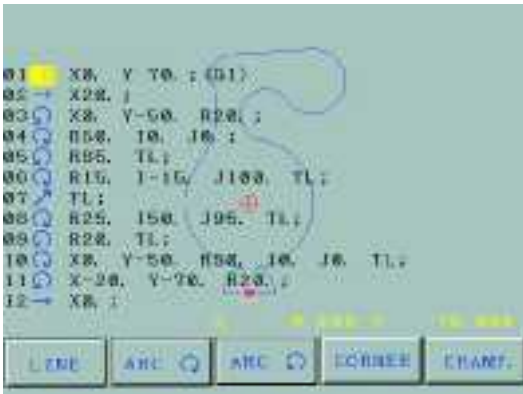 01 X0. Y 70. ; (G1)
02 → X20. ;
03 X0. Y-50. R20. ;
04 R50. I0. J0. ;
05 R95. TL ;
06 R15. I-15. J100. TL ;
07 TL ;
08 R25. I50. J95. TL ;
09 R20. TL ;
10 X0. Y-50. R50. I0. J0. TL ;
11 X-20. Y-70. R20. ;
12 → X0. ;
LINE ARC ARC CORNER CHAMF.